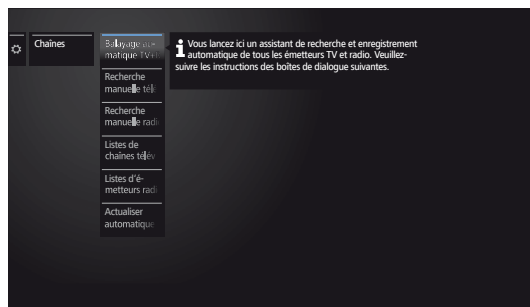 Chaînes
Balayage au-
matique TV+
Recherche
manuelle télé
Recherche
manuelle radi
Listes de
chaînes télév
Listes d'é-
metteurs radi
Actualiser
automatique
Vous lancez ici un assistant de recherche et enregistrement
automatique de tous les émetteurs TV et radio. Veuillez-
suivre les instructions des boîtes de dialogue suivantes.